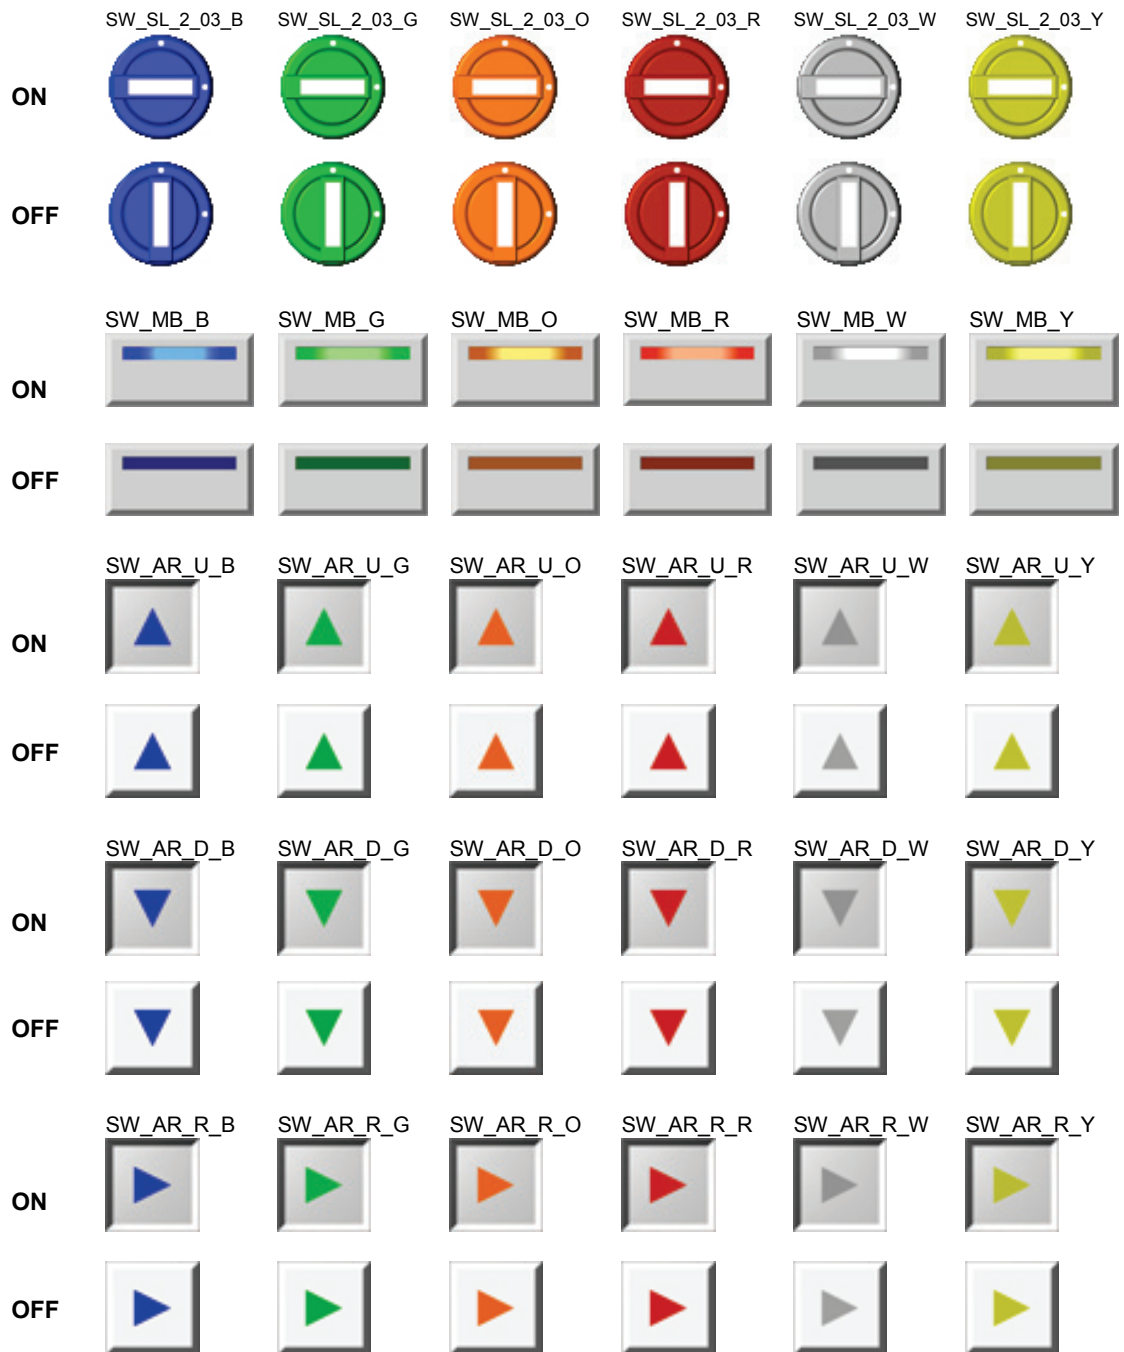 SW_SL_2_03_B SW_SL_2_03_G SW_SL_2_03_O SW_SL_2_03_R SW_SL_2_03_W SW_SL_2_03_Y
ON
OFF
SW_MB_B SW_MB_G SW_MB_O SW_MB_R SW_MB_W SW_MB_Y
ON
OFF
SW_AR_U_B SW_AR_U_G SW_AR_U_O SW_AR_U_R SW_AR_U_W SW_AR_U_Y
ON
OFF
SW_AR_D_B SW_AR_D_G SW_AR_D_O SW_AR_D_R SW_AR_D_W SW_AR_D_Y
ON
OFF
SW_AR_R_B SW_AR_R_G SW_AR_R_O SW_AR_R_R SW_AR_R_W SW_AR_R_Y
ON
OFF